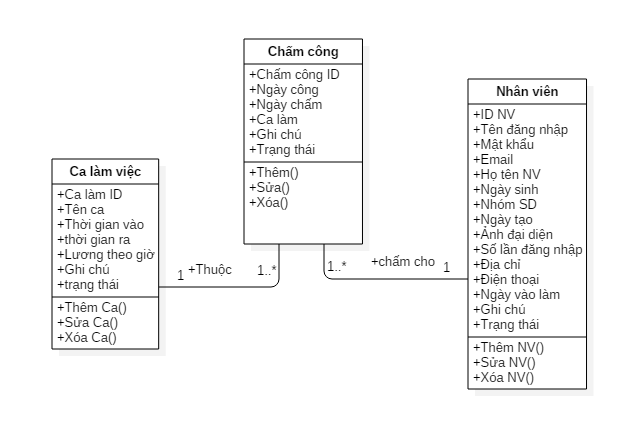 Chấm công
+Chấm công ID
+Ngày công
+Ngày chấm
+Ca làm
+Ghi chú
+Trạng thái
+Thêm()
+Sửa()
+Xóa()
Nhân viên
+ID NV
+Tên đăng nhập
+Mật khẩu
+Email
+Họ tên NV
+Ngày sinh
+Nhóm SD
+Ngày tạo
+Ảnh đại diện
+Số lần đăng nhập
+Địa chỉ
+Điện thoại
+Ngày vào làm
+Ghi chú
+Trạng thái
+Thêm NV()
+Sửa NV()
+Xóa NV()
Ca làm việc
+Ca làm ID
+Tên ca
+Thời gian vào
+thời gian ra
+Lương theo giờ
+Ghi chú
+trạng thái
+Thêm Ca()
+Sửa Ca()
+Xóa Ca()
1 +Thuộc 1..*
1..* +chấm cho 1